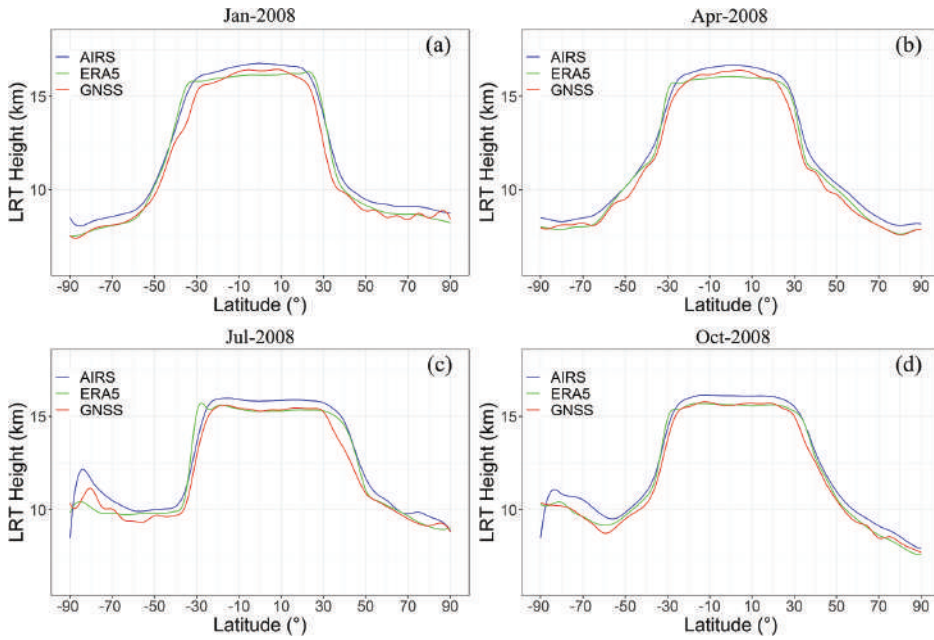 Jan-2008
(a)
AIRS
ERA5
GNSS
15
10
LRT Height (km)
-90 -70 -50 -30 -10 10 30 50 70 90
Latitude (°)
Apr-2008
(b)
AIRS
ERA5
GNSS
15
10
LRT Height (km)
-90 -70 -50 -30 -10 10 30 50 70 90
Latitude (°)
Jul-2008
(c)
AIRS
ERA5
GNSS
15
10
LRT Height (km)
-90 -70 -50 -30 -10 10 30 50 70 90
Latitude (°)
Oct-2008
(d)
AIRS
ERA5
GNSS
15
10
LRT Height (km)
-90 -70 -50 -30 -10 10 30 50 70 90
Latitude (°)